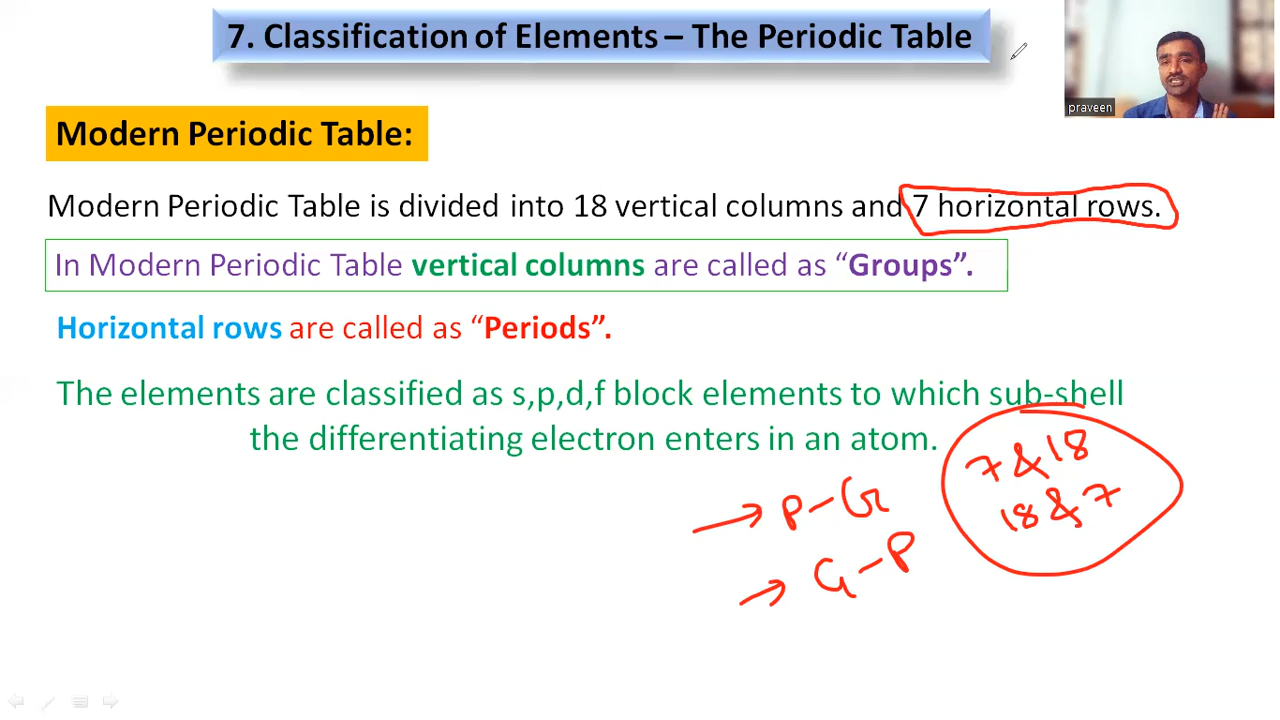 7. Classification of Elements – The Periodic Table
praveen
Modern Periodic Table:
Modern Periodic Table is divided into 18 vertical columns and 7 horizontal rows.
In Modern Periodic Table vertical columns are called as “Groups”.
Horizontal rows are called as “Periods”.
The elements are classified as s,p,d,f block elements to which sub-shell
the differentiating electron enters in an atom.
7 & 18
18 & 7
→ P - G
→ G - P